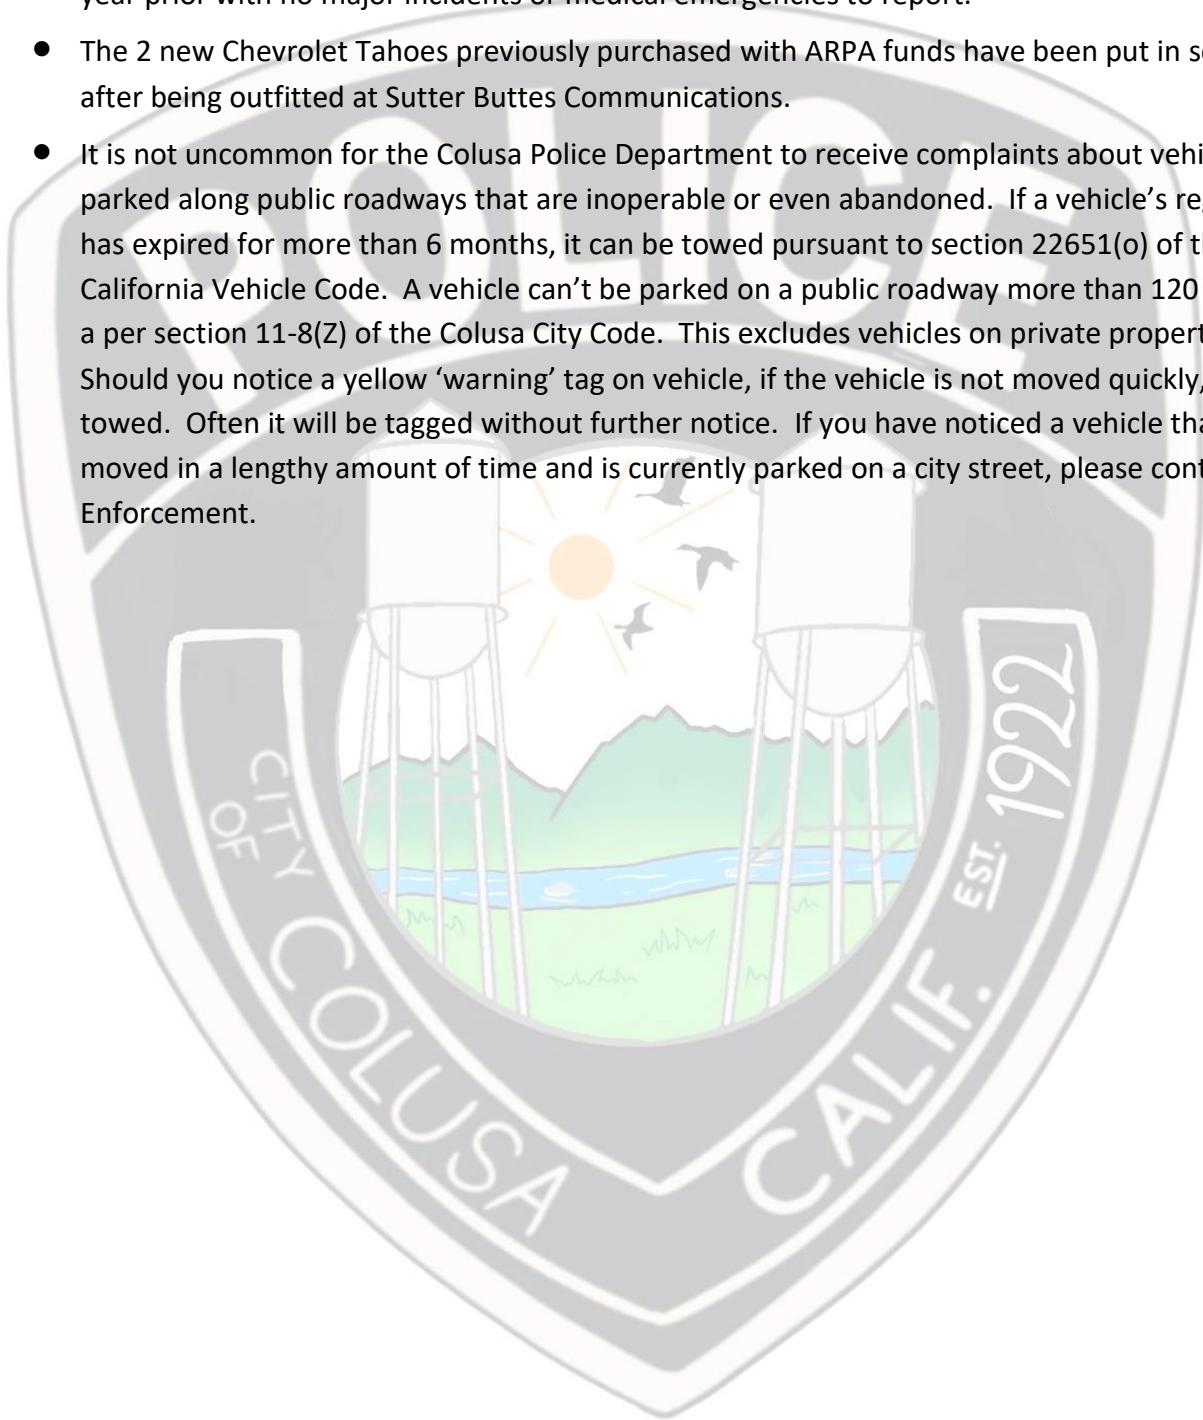 year prior with no major incidents or medical emergencies to report.
• The 2 new Chevrolet Tahoes previously purchased with ARPA funds have been put in
after being outfitted at Sutter Buttes Communications.
• It is not uncommon for the Colusa Police Department to receive complaints about
parked along public roadways that are inoperable or even abandoned.  If a vehicle’s
has expired for more than 6 months, it can be towed pursuant to section 22651(o) of
California Vehicle Code.  A vehicle can’t be parked on a public roadway more than 120
a per section 11-8(Z) of the Colusa City Code.  This excludes vehicles on private
Should you notice a yellow ‘warning’ tag on vehicle, if the vehicle is not moved quickly,
towed.  Often it will be tagged without further notice.  If you have noticed a vehicle
moved in a lengthy amount of time and is currently parked on a city street, please
Enforcement.
POLICE
CITY
OF
COLUSA
CALIF.
EST. 1922